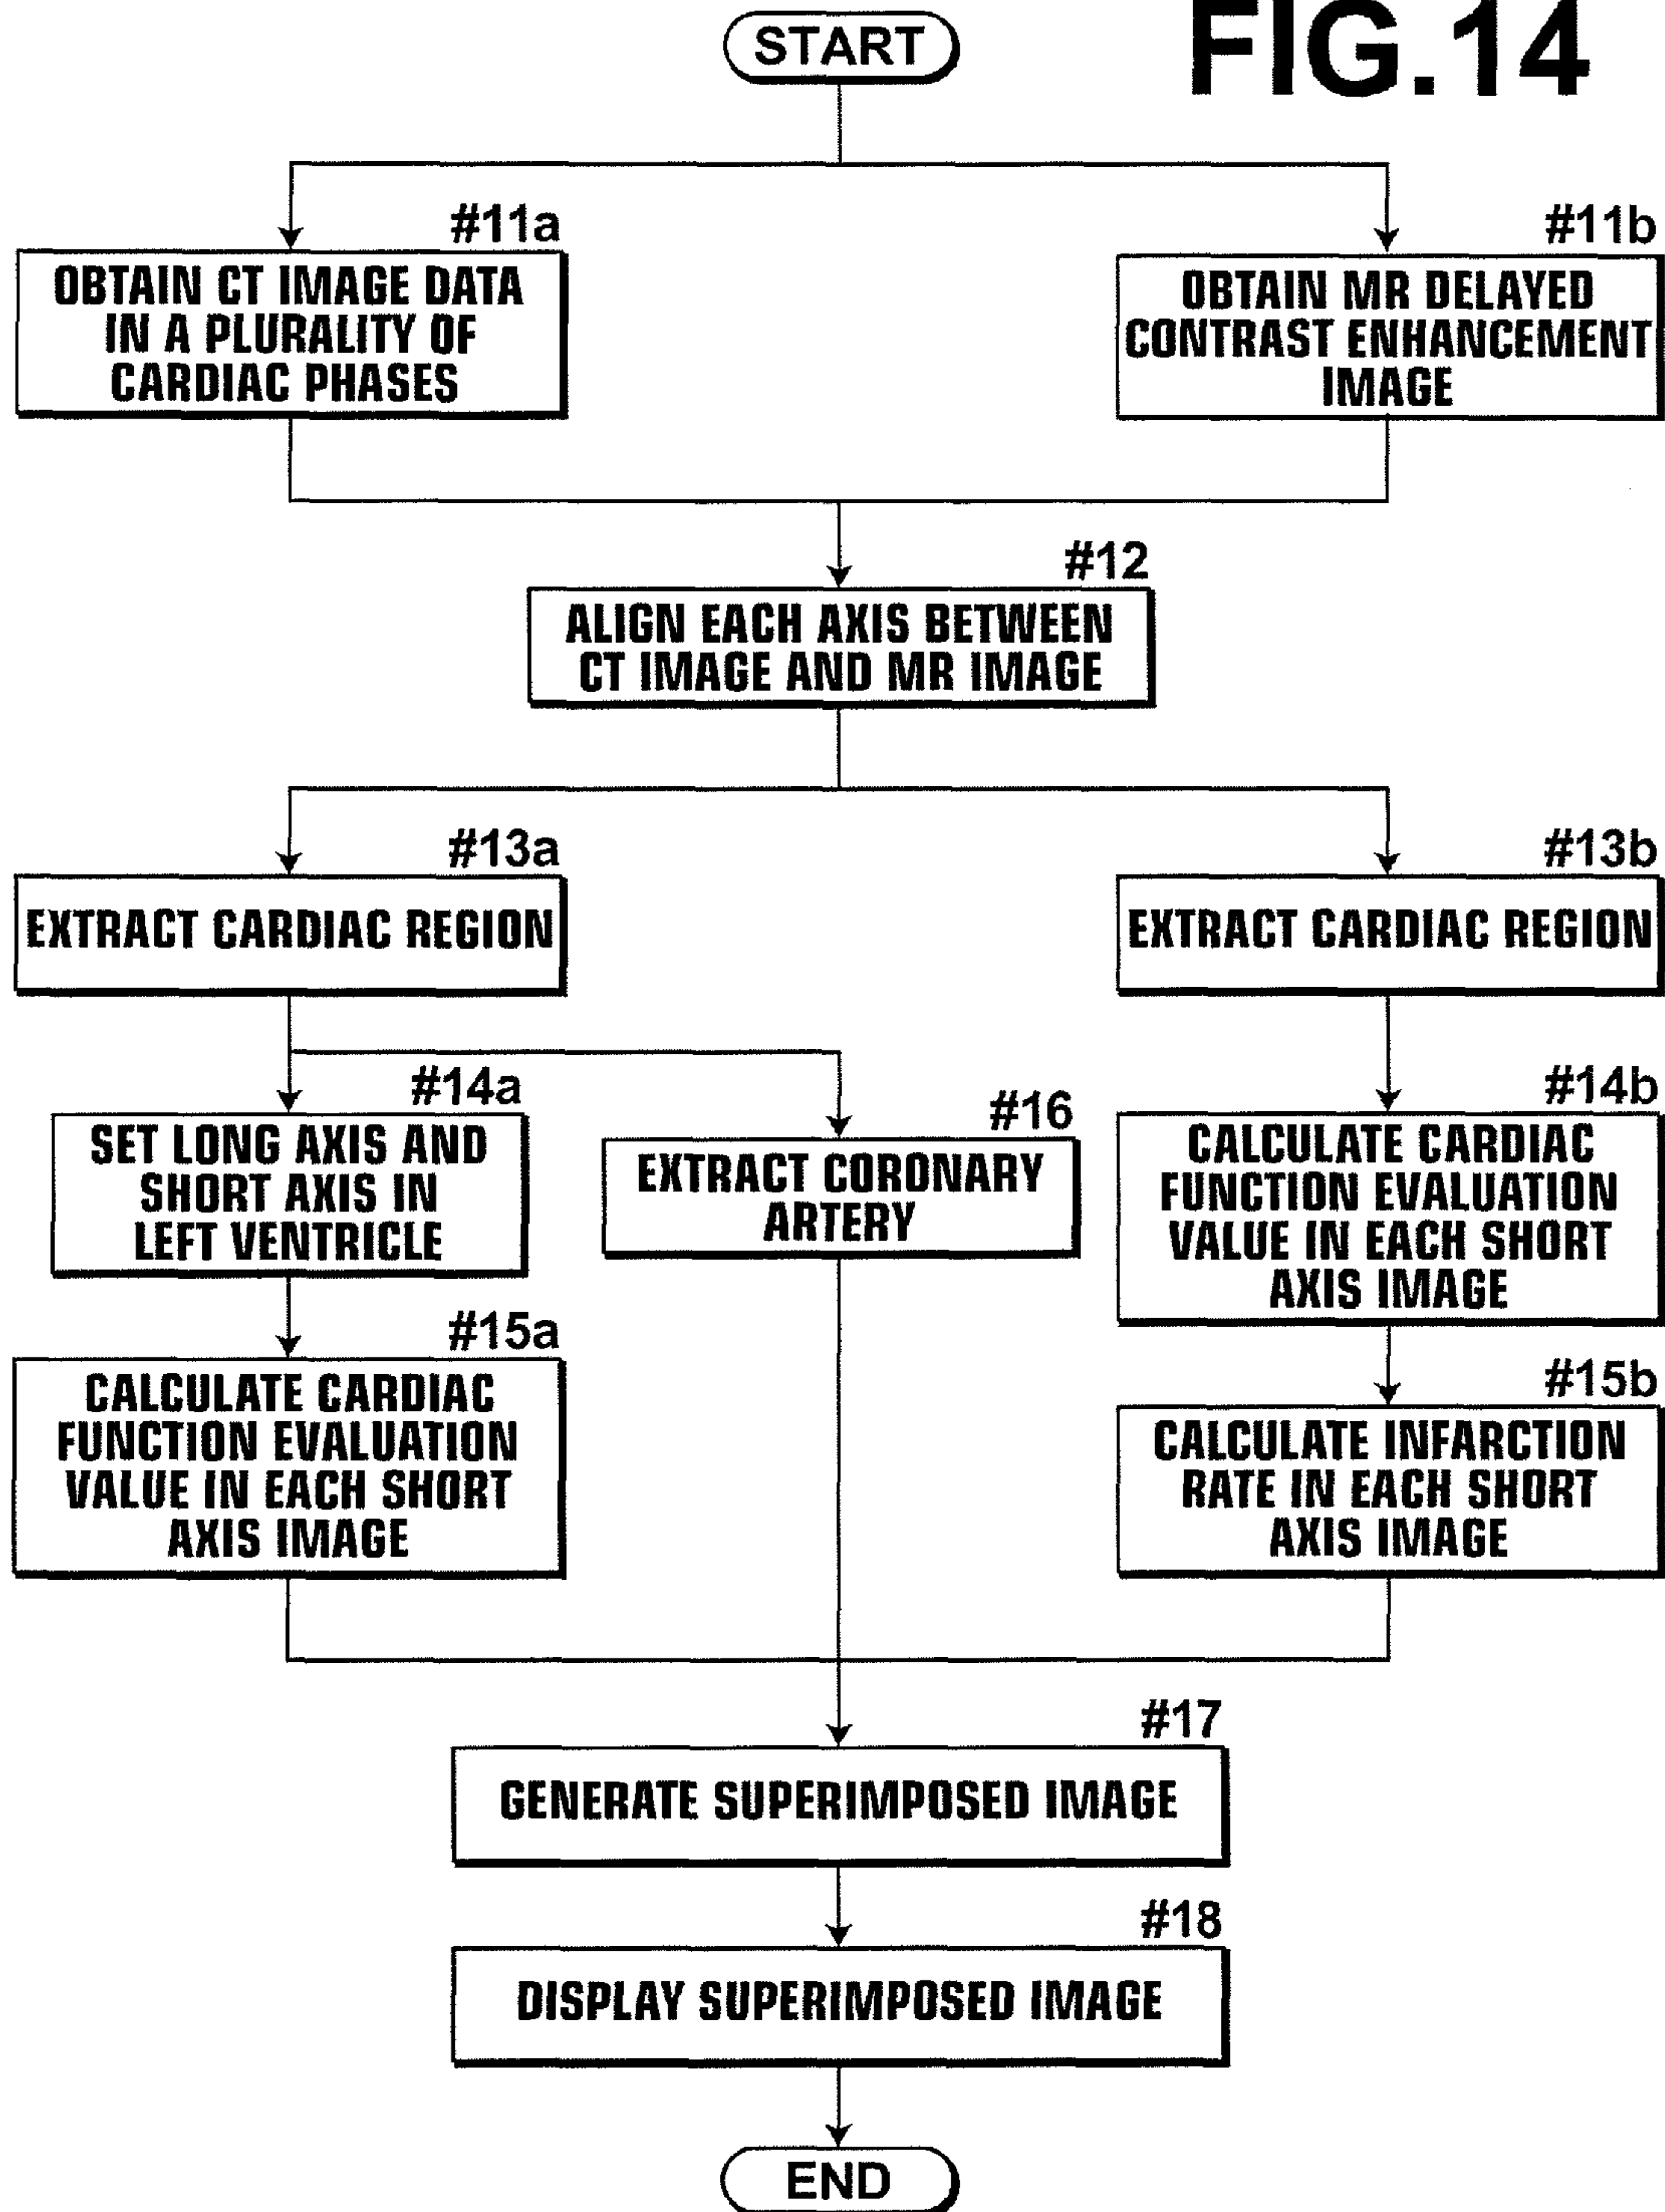 FIG.14
START
#11a
OBTAIN CT IMAGE DATA
IN A PLURALITY OF
CARDIAC PHASES
#11b
OBTAIN MR DELAYED
CONTRAST ENHANCEMENT
IMAGE
#12
ALIGN EACH AXIS BETWEEN
CT IMAGE AND MR IMAGE
#13a
EXTRACT CARDIAC REGION
#13b
EXTRACT CARDIAC REGION
#14a
SET LONG AXIS AND
SHORT AXIS IN
LEFT VENTRICLE
#16
EXTRACT CORONARY
ARTERY
#14b
CALCULATE CARDIAC
FUNCTION EVALUATION
VALUE IN EACH SHORT
AXIS IMAGE
#15a
CALCULATE CARDIAC
FUNCTION EVALUATION
VALUE IN EACH SHORT
AXIS IMAGE
#15b
CALCULATE INFARCTION
RATE IN EACH SHORT
AXIS IMAGE
#17
GENERATE SUPERIMPOSED IMAGE
#18
DISPLAY SUPERIMPOSED IMAGE
END